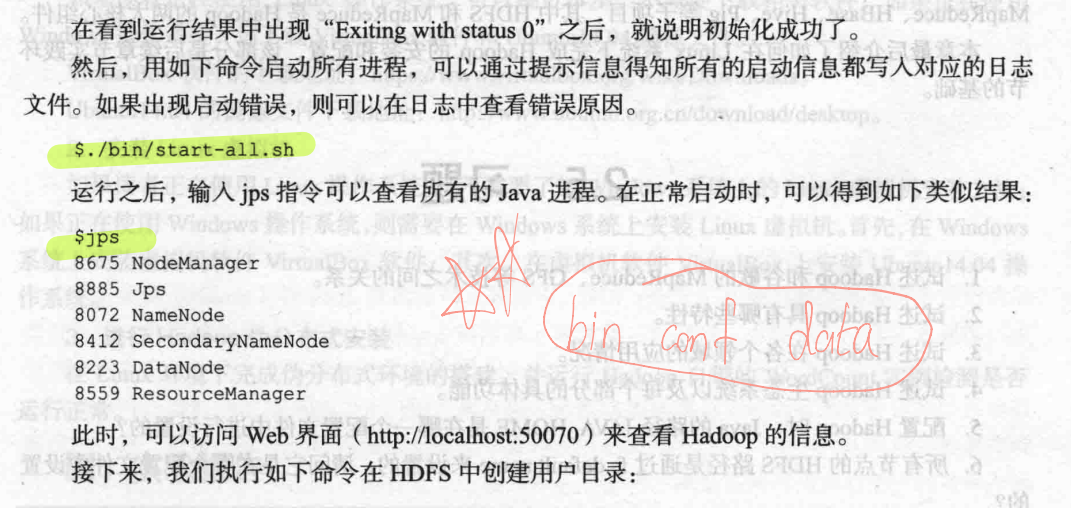 在看到运行结果中出现“Exiting with status 0”之后，就说明初始化成功了。
然后，用如下命令启动所有进程，可以通过提示信息得知所有的启动信息都写入对应的日志
文件。如果出现启动错误，则可以在日志中查看错误原因。
$./bin/start-all.sh
运行之后，输入 jps 指令可以查看所有的 Java 进程。在正常启动时，可以得到如下类似结果：
$jps
8675 NodeManager
8885 Jps
8072 NameNode
8412 SecondaryNameNode
8223 DataNode
8559 ResourceManager
bin conf data
此时，可以访问 Web 界面（http://localhost:50070）来查看 Hadoop 的信息。
接下来，我们执行如下命令在 HDFS 中创建用户目录：